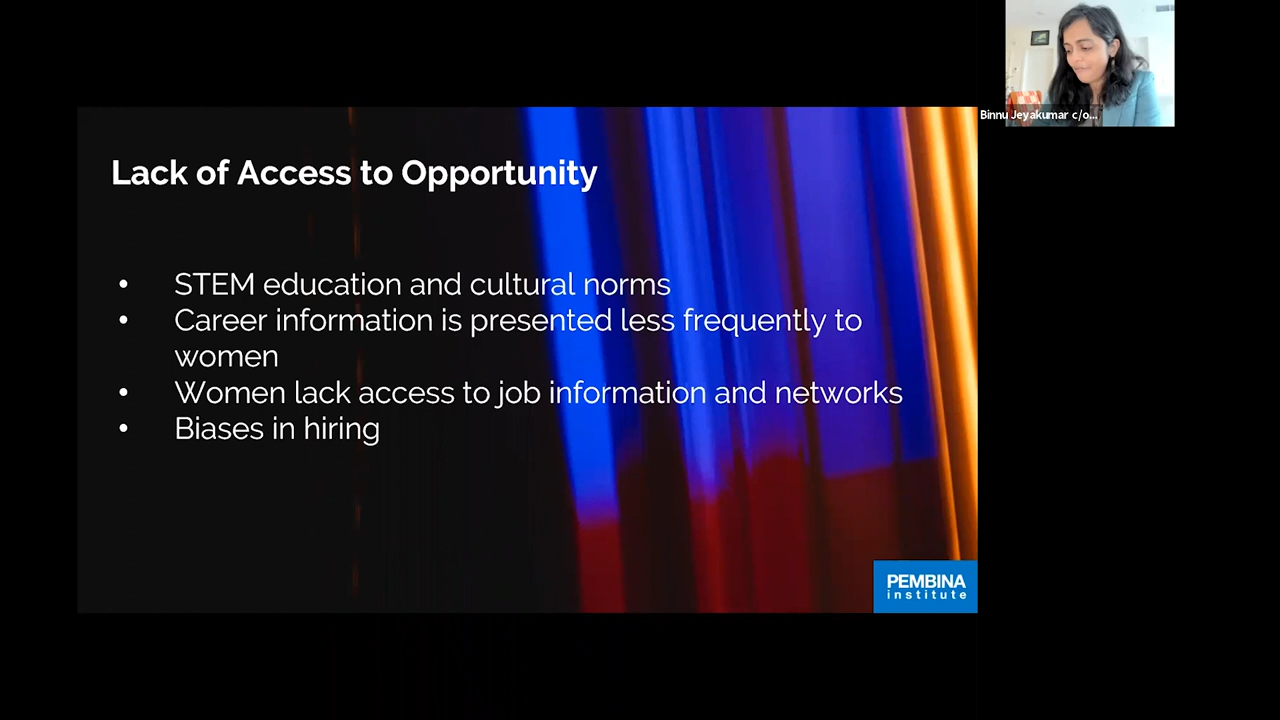 Binnu Jeyakumar c/o...
Lack of Access to Opportunity
• STEM education and cultural norms
• Career information is presented less frequently to
women
• Women lack access to job information and networks
• Biases in hiring
PEMBINA
institute